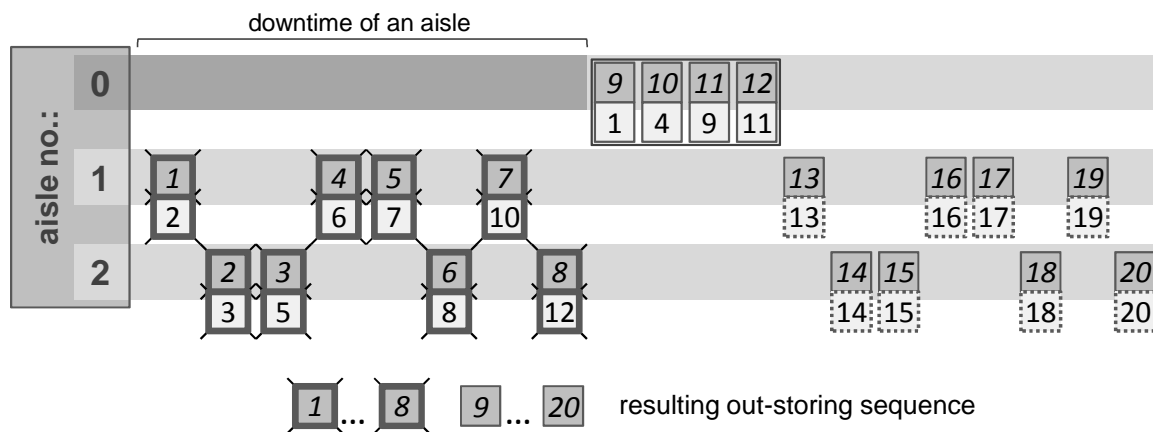 downtime of an aisle
aisle no.:
0
9 10 11 12
1 4 9 11
1
1 4 5 7 13 16 17 19
2 6 7 10 13 16 17 19
2
2 3 6 8 14 15 18 20
3 5 8 12 14 15 18 20
1 ... 8 9 ... 20 resulting out-storing sequence